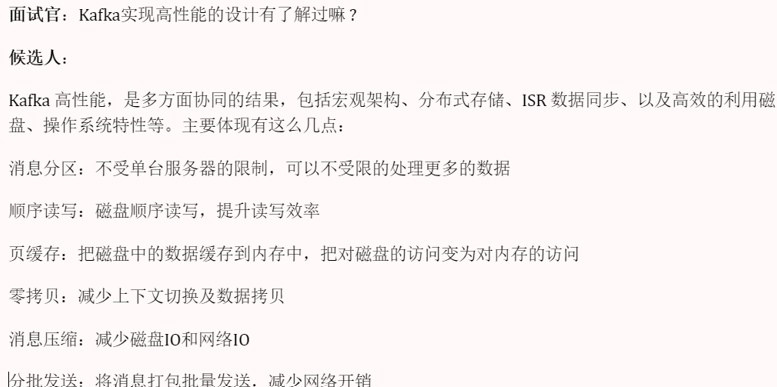 面试官：Kafka实现高性能的设计有了解过嘛？
候选人：
Kafka 高性能，是多方面协同的结果，包括宏观架构、分布式存储、ISR 数据同步、以及高效的利用磁
盘、操作系统特性等。主要体现有这么几点：
消息分区：不受单台服务器的限制，可以不受限的处理更多的数据
顺序读写：磁盘顺序读写，提升读写效率
页缓存：把磁盘中的数据缓存到内存中，把对磁盘的访问变为对内存的访问
零拷贝：减少上下文切换及数据拷贝
消息压缩：减少磁盘IO和网络IO
分批发送：将消息打包批量发送，减少网络开销